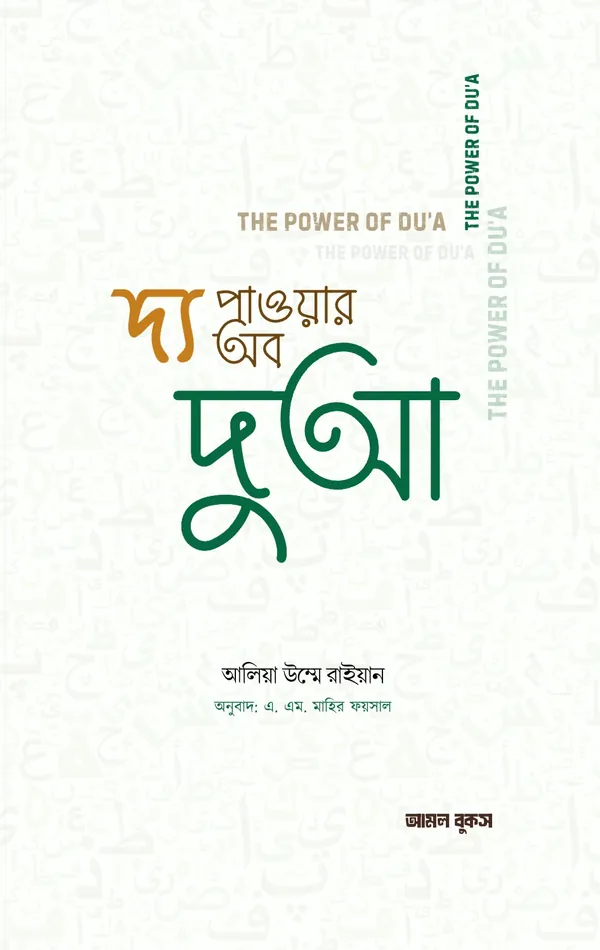 THE POWER OF DU'A
THE POWER OF DU'A
THE POWER OF DU'A
THE POWER OF DU'A
দ্য পাওয়ার
অব
দুআ
আলিয়া উম্মে রাইয়ান
অনুবাদ: এ. এম. মাহির ফয়সাল
আমল বুকস